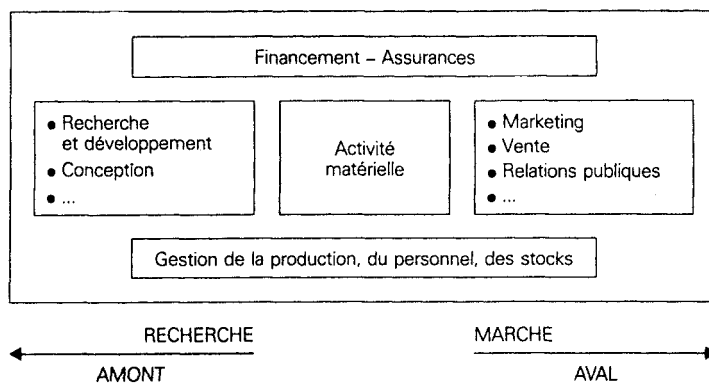 Financement – Assurances
● Recherche
et développement
● Conception
● ...
Activité
matérielle
● Marketing
● Vente
● Relations publiques
● ...
Gestion de la production, du personnel, des stocks
RECHERCHE
AMONT
MARCHE
AVAL